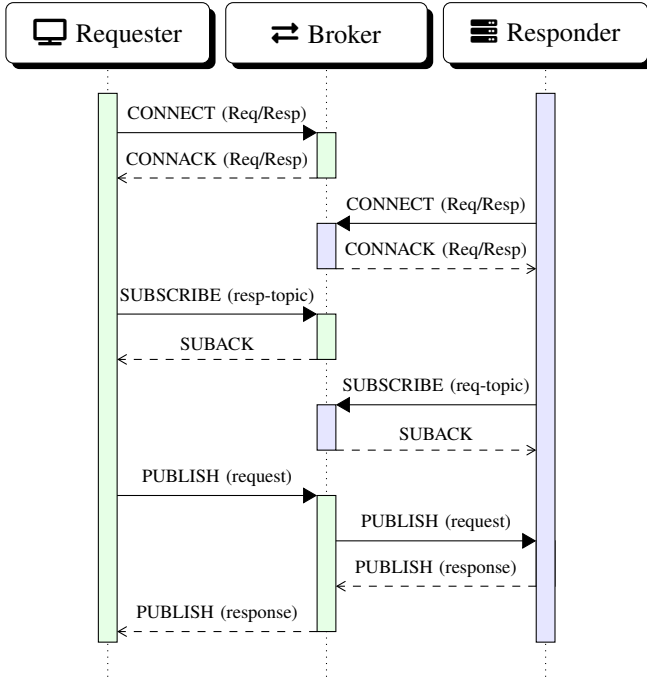 Requester
Broker
Responder
CONNECT (Req/Resp)
CONNACK (Req/Resp)
CONNECT (Req/Resp)
CONNACK (Req/Resp)
SUBSCRIBE (resp-topic)
SUBACK
SUBSCRIBE (req-topic)
SUBACK
PUBLISH (request)
PUBLISH (request)
PUBLISH (response)
PUBLISH (response)